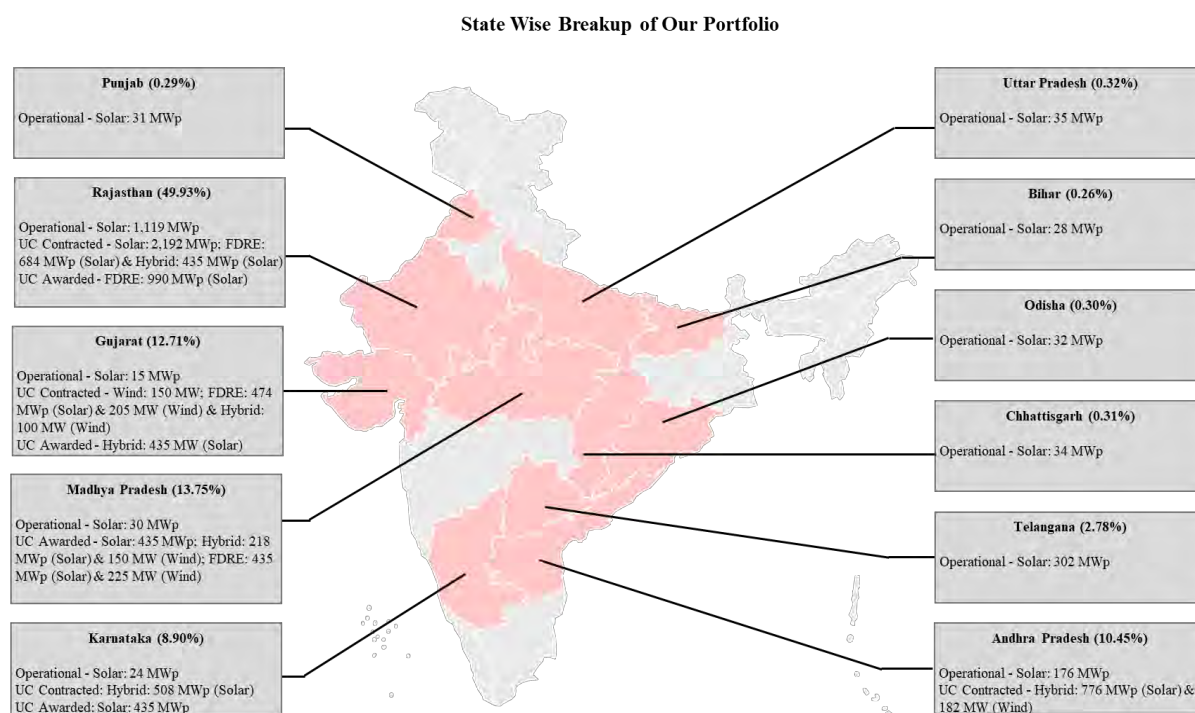 State Wise Breakup of Our Portfolio
Punjab (0.29%)
Operational - Solar: 31 MWp
Rajasthan (49.93%)
Operational - Solar: 1,119 MWp
UC Contracted - Solar: 2,192 MWp; FDRE:
684 MWp (Solar) & Hybrid: 435 MWp (Solar)
UC Awarded - FDRE: 990 MWp (Solar)
Gujarat (12.71%)
Operational - Solar: 15 MWp
UC Contracted - Wind: 150 MW; FDRE: 474
MWp (Solar) & 205 MW (Wind) & Hybrid:
100 MW (Wind)
UC Awarded - Hybrid: 435 MW (Solar)
Madhya Pradesh (13.75%)
Operational - Solar: 30 MWp
UC Awarded - Solar: 435 MWp; Hybrid: 218
MWp (Solar) & 150 MW (Wind); FDRE: 435
MWp (Solar) & 225 MW (Wind)
Karnataka (8.90%)
Operational - Solar: 24 MWp
UC Contracted: Hybrid: 508 MWp (Solar)
UC Awarded: Solar: 435 MWp
Uttar Pradesh (0.32%)
Operational - Solar: 35 MWp
Bihar (0.26%)
Operational - Solar: 28 MWp
Odisha (0.30%)
Operational - Solar: 32 MWp
Chhattisgarh (0.31%)
Operational - Solar: 34 MWp
Telangana (2.78%)
Operational - Solar: 302 MWp
Andhra Pradesh (10.45%)
Operational - Solar: 176 MWp
UC Contracted - Hybrid: 776 MWp (Solar) &
182 MW (Wind)